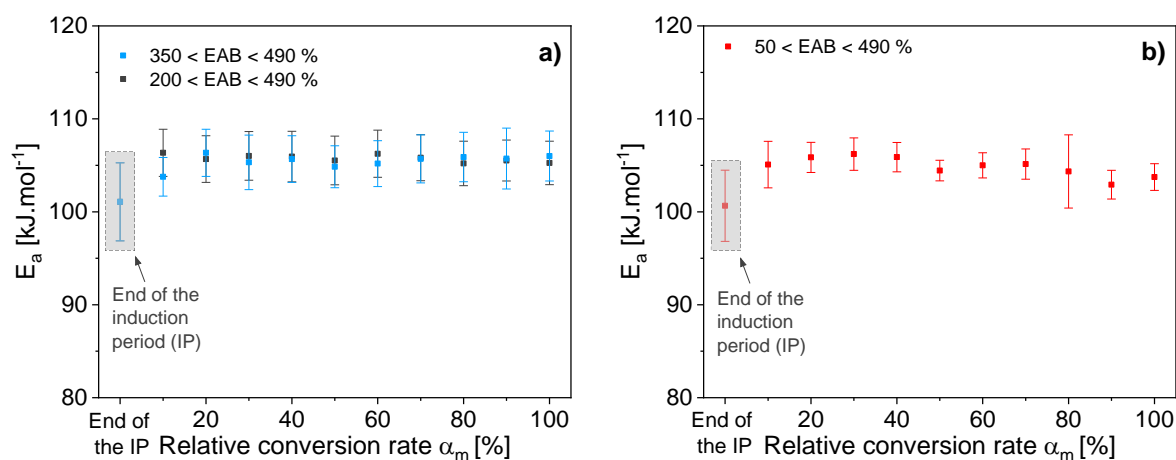 120
110
100
90
80
Eₐ [kJ.mol⁻¹]
350 < EAB < 490 %
200 < EAB < 490 %
a)
End of the
induction
period (IP)
End of
the IP
20
40
60
80
100
Relative conversion rate αₘ [%]
120
110
100
90
80
Eₐ [kJ.mol⁻¹]
50 < EAB < 490 %
b)
End of the
induction
period (IP)
End of
the IP
20
40
60
80
100
Relative conversion rate αₘ [%]